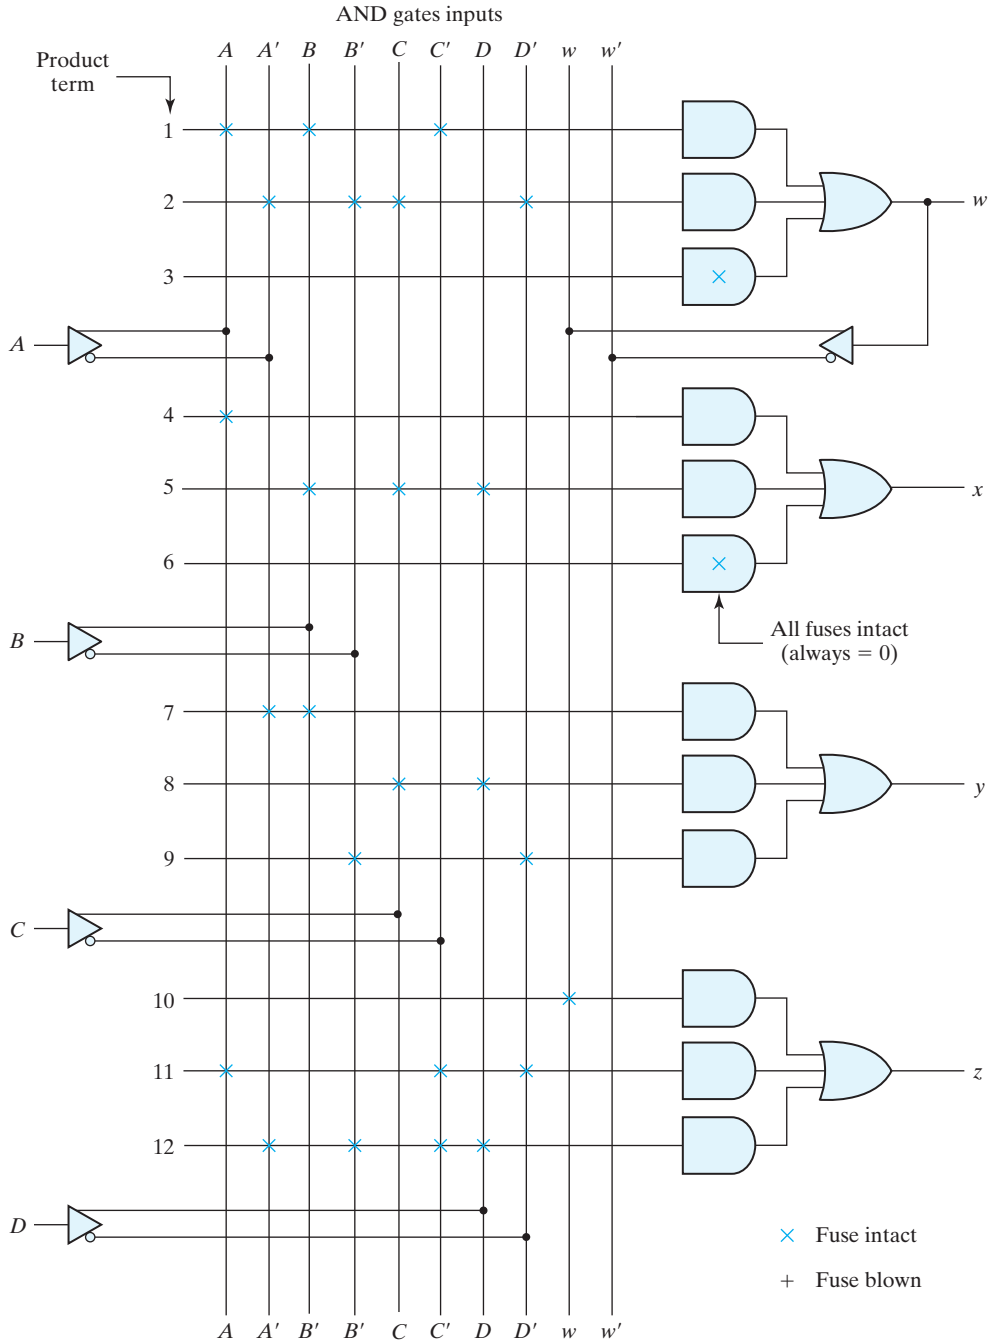 AND gates inputs
A A′ B B′ C C′ D D′ w w′
Product
term
1
2
w
3
A
4
5
x
6
All fuses intact
(always = 0)
B
7
8
y
9
C
10
11
z
12
D
× Fuse intact
+ Fuse blown
A A′ B′ B′ C C′ D D′ w w′